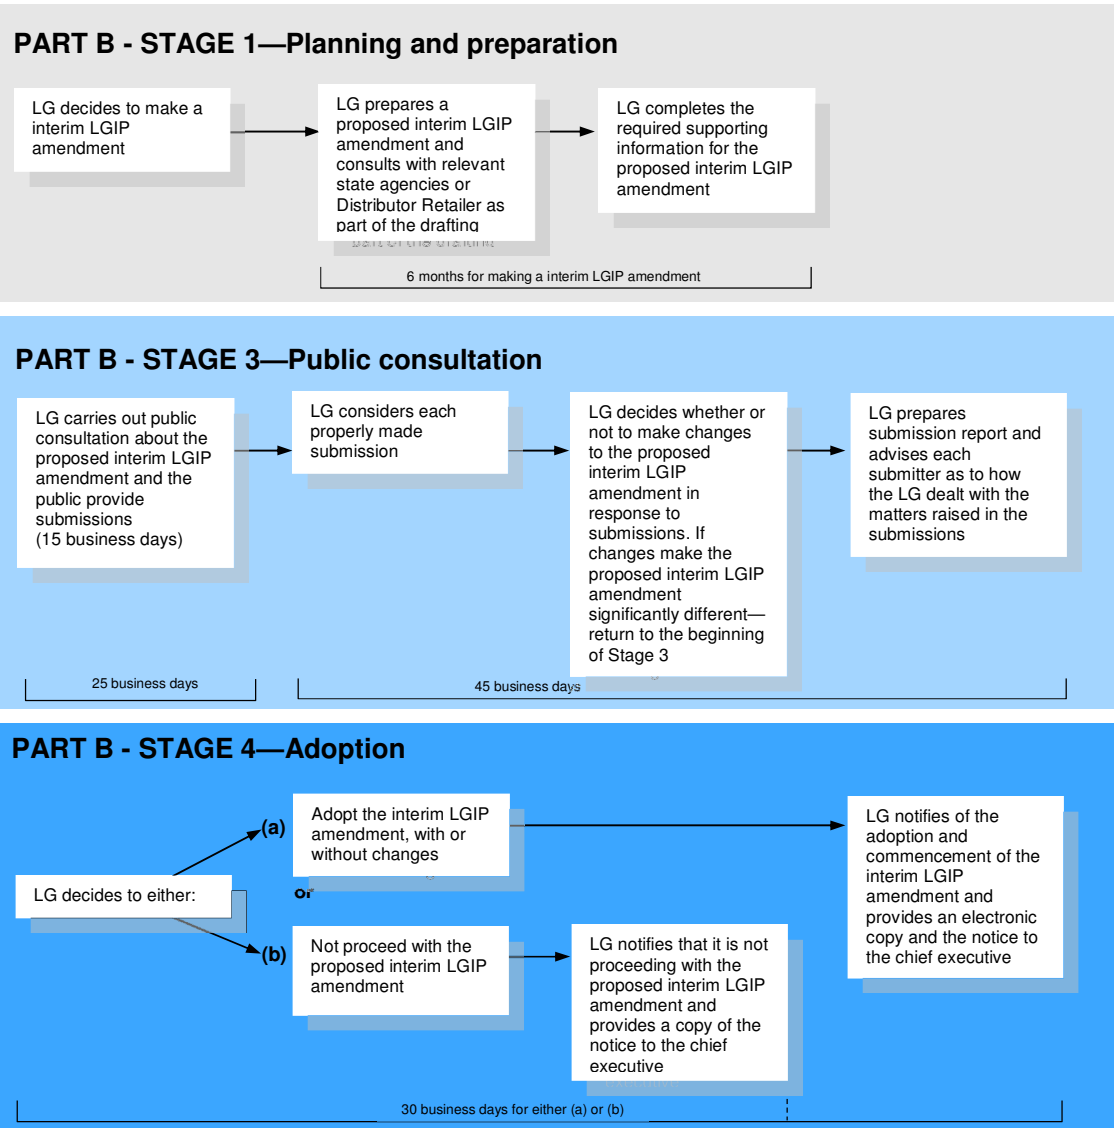 PART B - STAGE 1—Planning and preparation
LG decides to make a
interim LGIP
amendment
LG prepares a
proposed interim LGIP
amendment and
consults with relevant
state agencies or
Distributor Retailer as
part of the drafting
LG completes the
required supporting
information for the
proposed interim LGIP
amendment
6 months for making a interim LGIP amendment
PART B - STAGE 3—Public consultation
LG carries out public
consultation about the
proposed interim LGIP
amendment and the
public provide
submissions
(15 business days)
LG considers each
properly made
submission
LG decides whether or
not to make changes
to the proposed
interim LGIP
amendment in
response to
submissions. If
changes make the
proposed interim LGIP
amendment
significantly different—
return to the beginning
of Stage 3
LG prepares
submission report and
advises each
submitter as to how
the LG dealt with the
matters raised in the
submissions
25 business days
45 business days
PART B - STAGE 4—Adoption
LG decides to either:
(a)
Adopt the interim LGIP
amendment, with or
without changes
or
(b)
Not proceed with the
proposed interim LGIP
amendment
LG notifies that it is not
proceeding with the
proposed interim LGIP
amendment and
provides a copy of the
notice to the chief
executive
LG notifies of the
adoption and
commencement of the
interim LGIP
amendment and
provides an electronic
copy and the notice to
the chief executive
30 business days for either (a) or (b)